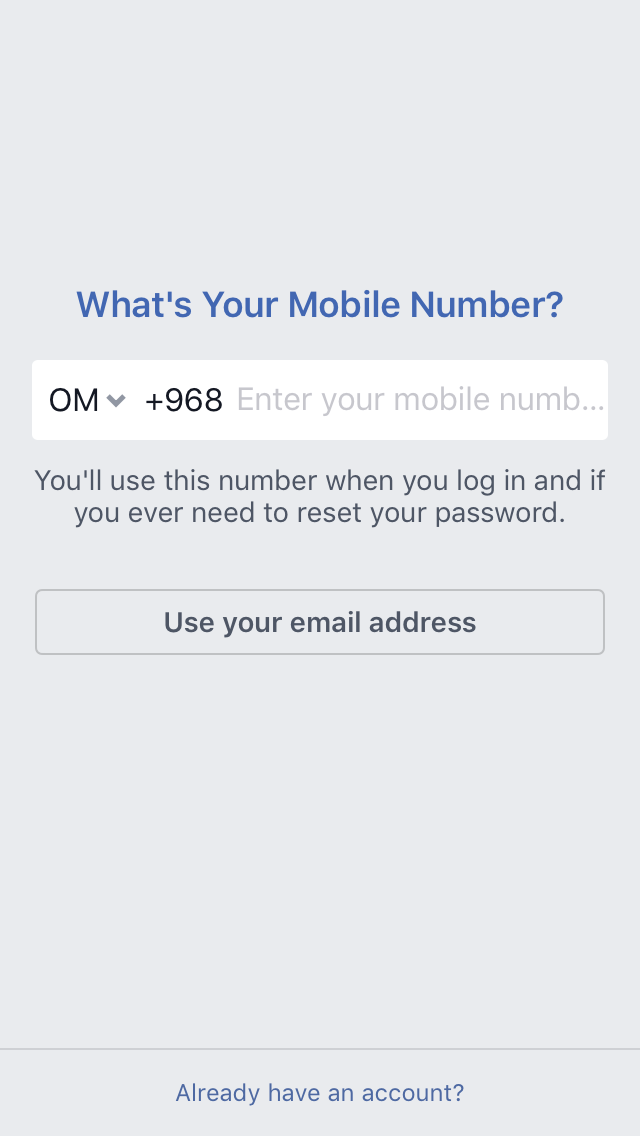 What's Your Mobile Number?
OM +968 Enter your mobile numb...
You'll use this number when you log in and if
you ever need to reset your password.
Use your email address
Already have an account?